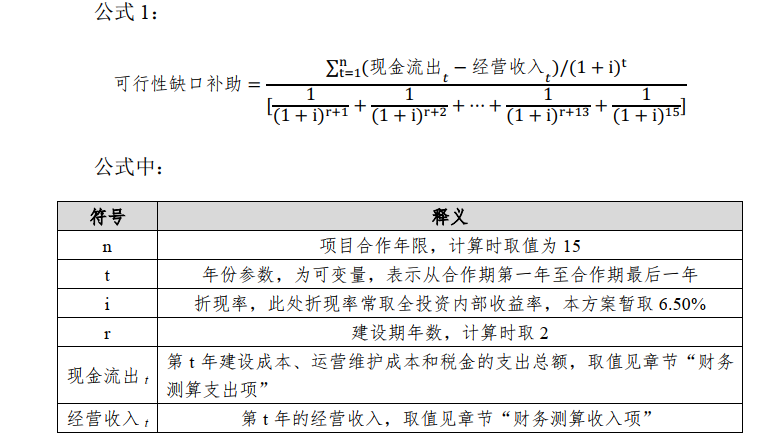 公式 1：
可行性缺口补助 = \frac{\sum_{t=1}^{n}(现金流出_t - 经营收入_t)/(1+i)^t}{[\frac{1}{(1+i)^{r+1}} + \frac{1}{(1+i)^{r+2}} + \cdots + \frac{1}{(1+i)^{r+13}} + \frac{1}{(1+i)^{15}}]}
公式中：
符号 释义
n 项目合作年限，计算时取值为 15
t 年份参数，为可变量，表示从合作期第一年至合作期最后一年
i 折现率，此处折现率常取全投资内部收益率，本方案暂取 6.50%
r 建设期年数，计算时取 2
现金流出t 第 t 年建设成本、运营维护成本和税金的支出总额，取值见章节“财务
测算支出项”
经营收入t 第 t 年的经营收入，取值见章节“财务测算收入项”